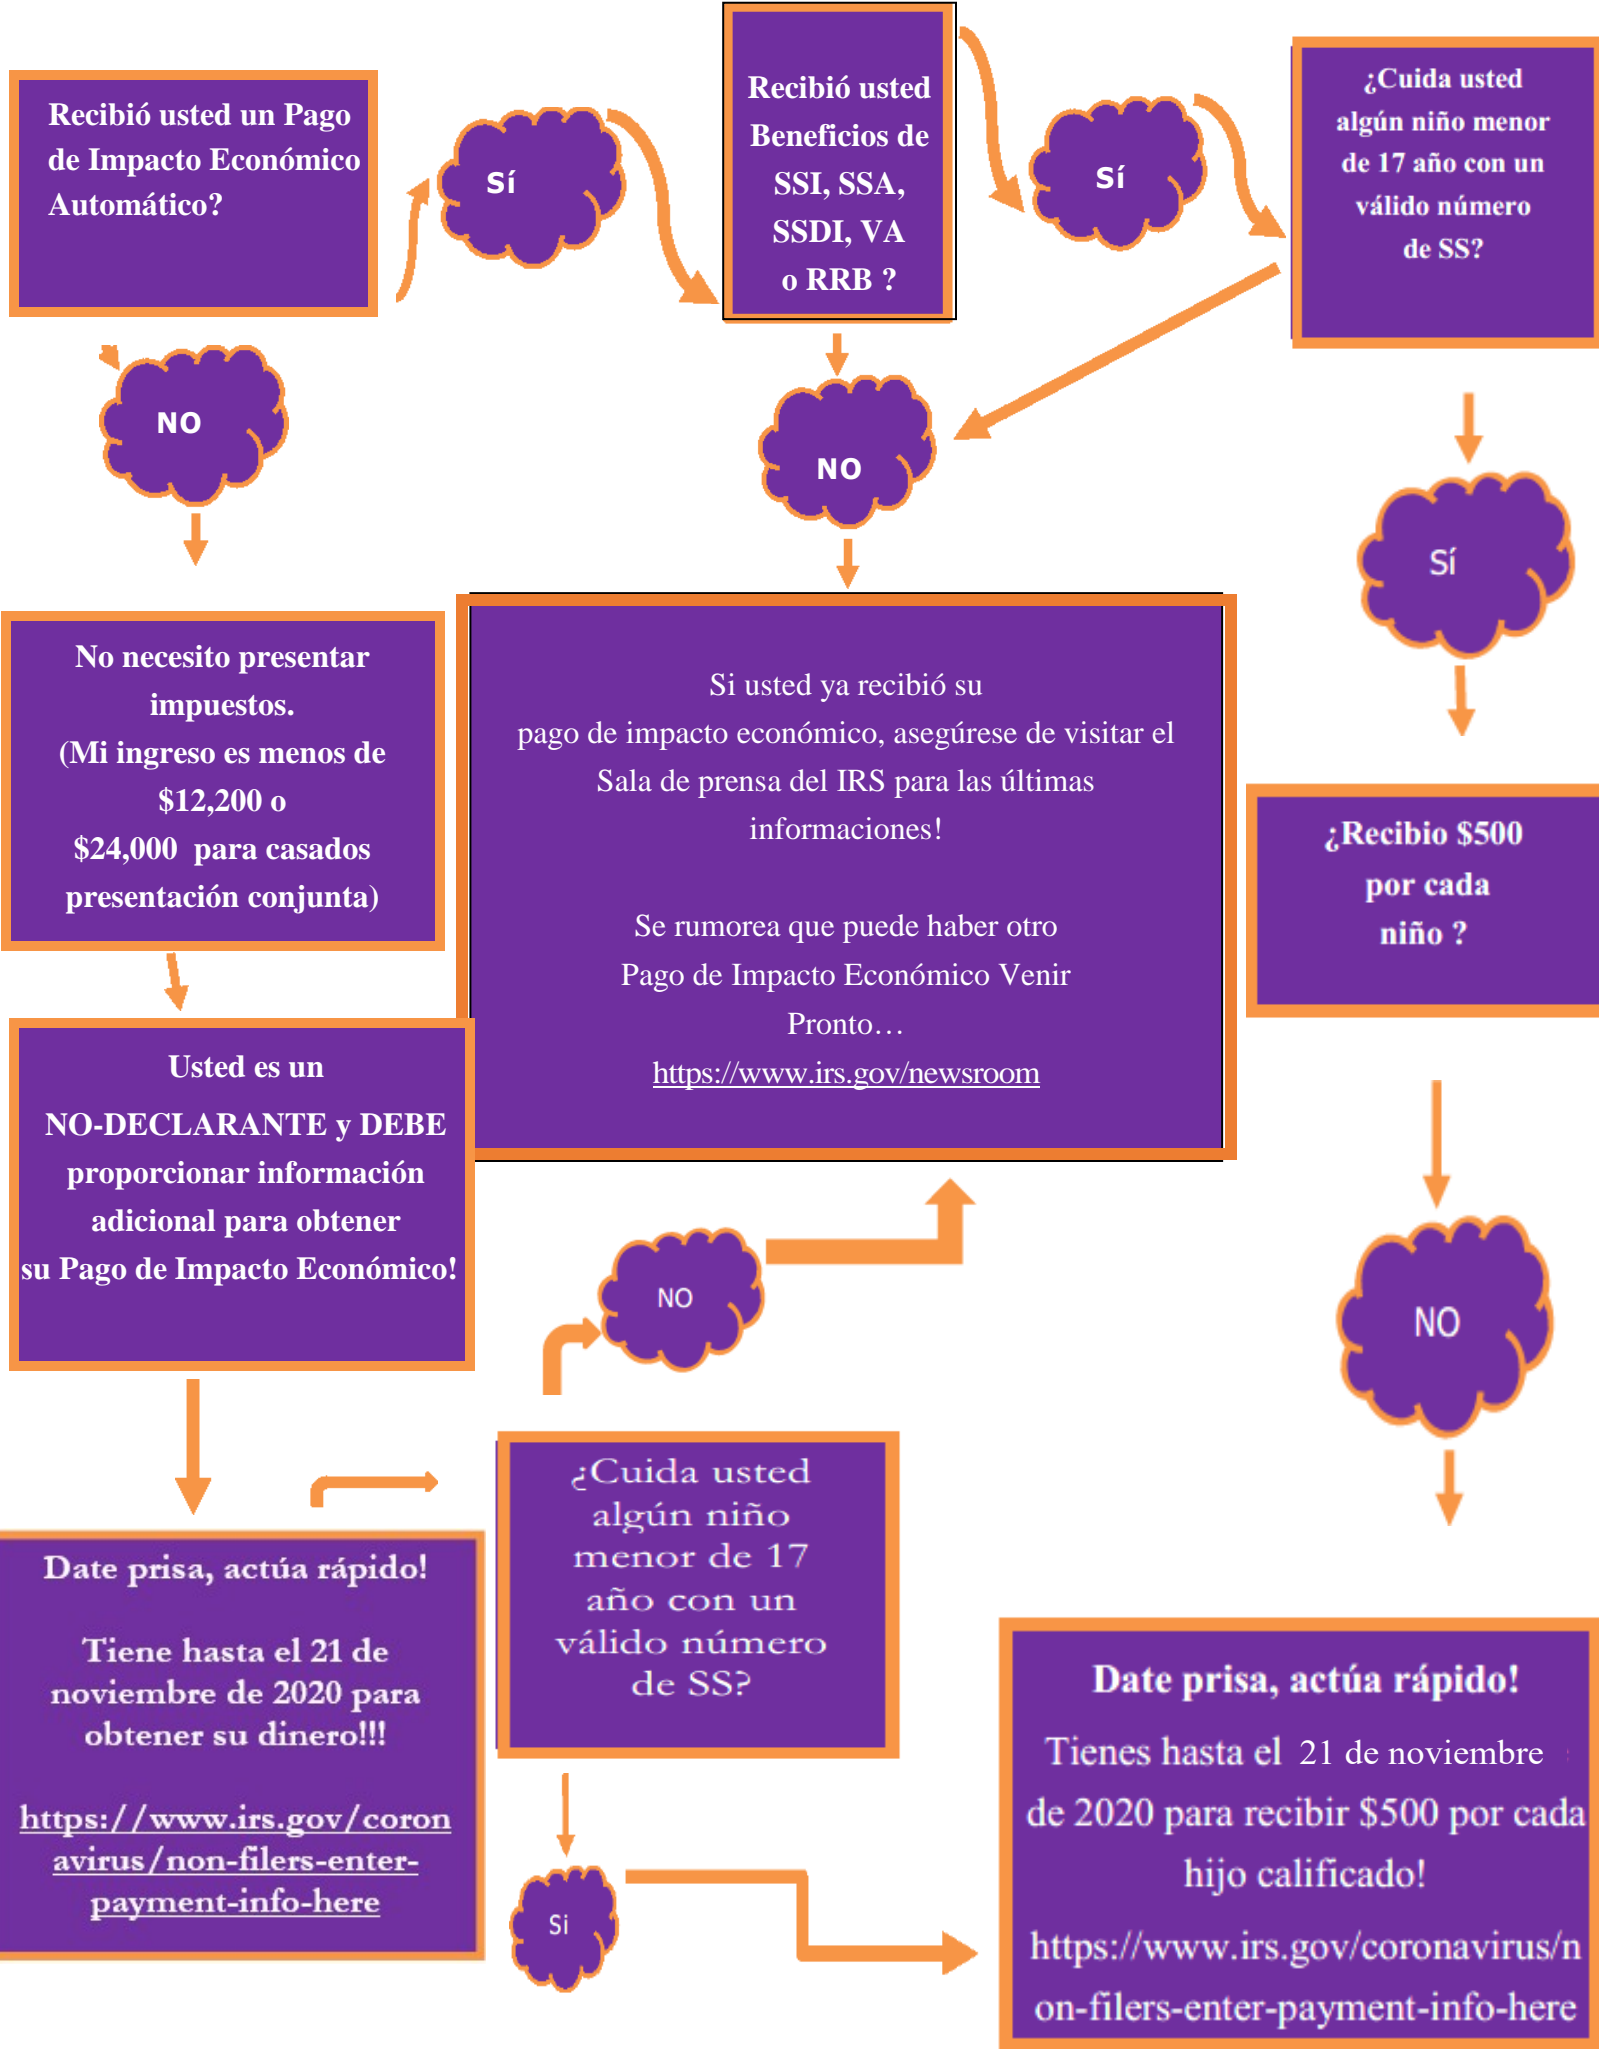 Recibió usted un Pago
de Impacto Económico
Automático?
Sí
Recibió usted
Beneficios de
SSI, SSA,
SSDI, VA
o RRB ?
Sí
¿Cuida usted
algún niño menor
de 17 año con un
válido número
de SS?
NO
NO
Sí
No necesito presentar
impuestos.
(Mi ingreso es menos de
$12,200 o
$24,000 para casados
presentación conjunta)
Si usted ya recibió su
pago de impacto económico, asegúrese de visitar el
Sala de prensa del IRS para las últimas
informaciones!
Se rumorea que puede haber otro
Pago de Impacto Económico Venir
Pronto…
https://www.irs.gov/newsroom
¿Recibio $500
por cada
niño ?
Usted es un
NO-DECLARANTE y DEBE
proporcionar información
adicional para obtener
su Pago de Impacto Económico!
NO
NO
¿Cuida usted
algún niño
menor de 17
año con un
válido número
de SS?
Date prisa, actúa rápido!
Tiene hasta el 21 de
noviembre de 2020 para
obtener su dinero!!!
https://www.irs.gov/coron
avirus/non-filers-enter-
payment-info-here
Si
Date prisa, actúa rápido!
Tienes hasta el 21 de noviembre
de 2020 para recibir $500 por cada
hijo calificado!
https://www.irs.gov/coronavirus/n
on-filers-enter-payment-info-here